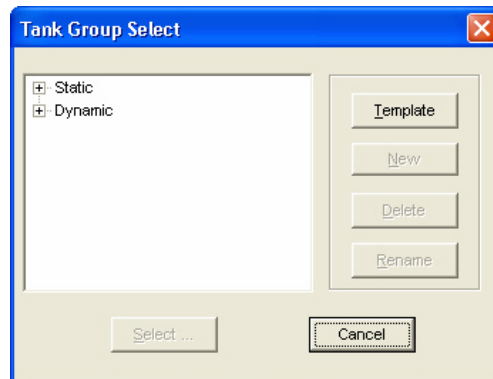 Tank Group Select
Static
Dynamic
Template
New
Delete
Rename
Select ...
Cancel